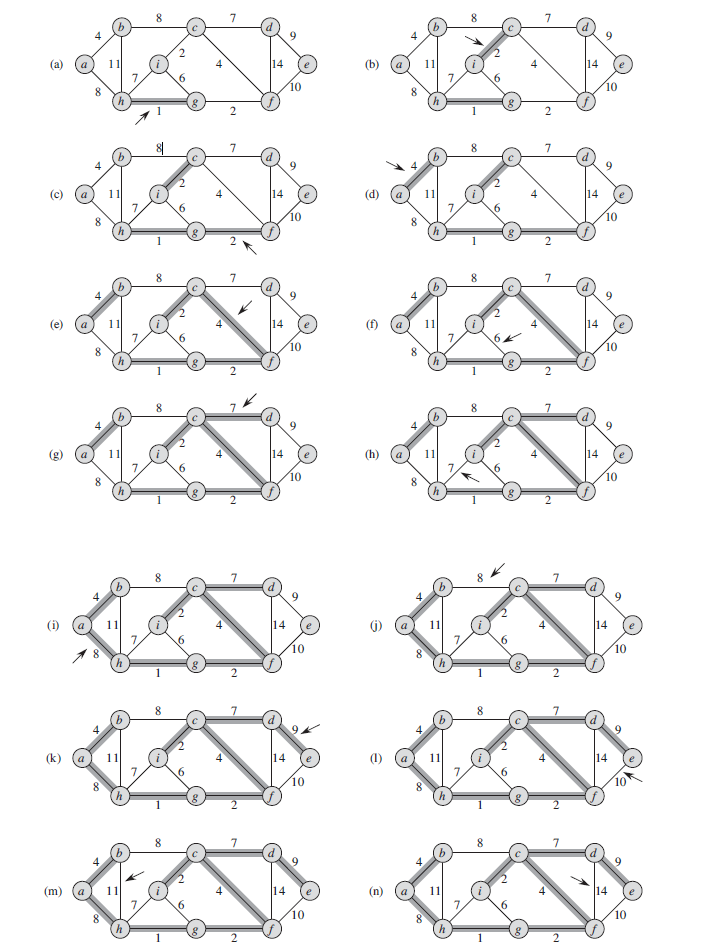 8 7
b c d
4 9
2
(a) a 11 i 4 14 e
7 6
8 10
h g f
1 2
8 7
b c d
4 9
2
(b) a 11 i 4 14 e
7 6
8 10
h g f
1 2
8 7
b c d
4 9
2
(c) a 11 i 4 14 e
7 6
8 10
h g f
1 2
8 7
b c d
4 9
2
(d) a 11 i 4 14 e
7 6
8 10
h g f
1 2
8 7
b c d
4 9
2
(e) a 11 i 4 14 e
7 6
8 10
h g f
1 2
8 7
b c d
4 9
2
(f) a 11 i 4 14 e
7 6
8 10
h g f
1 2
8 7
b c d
4 9
2
(g) a 11 i 4 14 e
7 6
8 10
h g f
1 2
8 7
b c d
4 9
2
(h) a 11 i 4 14 e
7 6
8 10
h g f
1 2
8 7
b c d
4 9
2
(i) a 11 i 4 14 e
7 6
8 10
h g f
1 2
8 7
b c d
4 9
2
(j) a 11 i 4 14 e
7 6
8 10
h g f
1 2
8 7
b c d
4 9
2
(k) a 11 i 4 14 e
7 6
8 10
h g f
1 2
8 7
b c d
4 9
2
(l) a 11 i 4 14 e
7 6
8 10
h g f
1 2
8 7
b c d
4 9
2
(m) a 11 i 4 14 e
7 6
8 10
h g f
1 2
8 7
b c d
4 9
2
(n) a 11 i 4 14 e
7 6
8 10
h g f
1 2